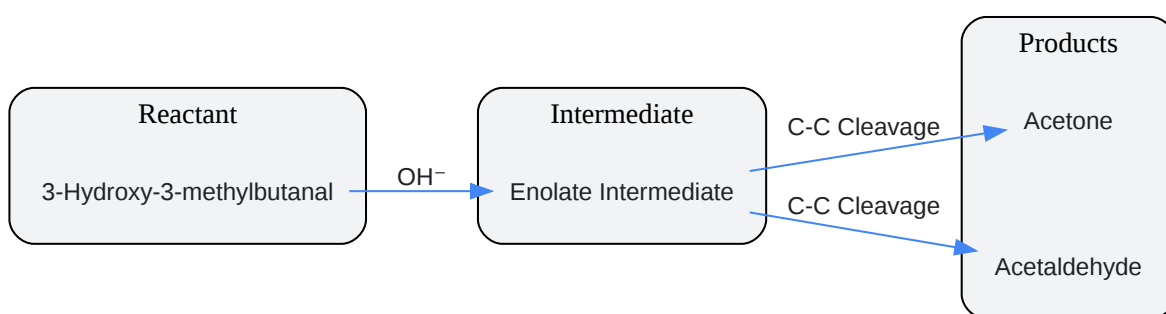 Reactant
3-Hydroxy-3-methylbutanal
OH⁻
Intermediate
Enolate Intermediate
C-C Cleavage
C-C Cleavage
Products
Acetone
Acetaldehyde